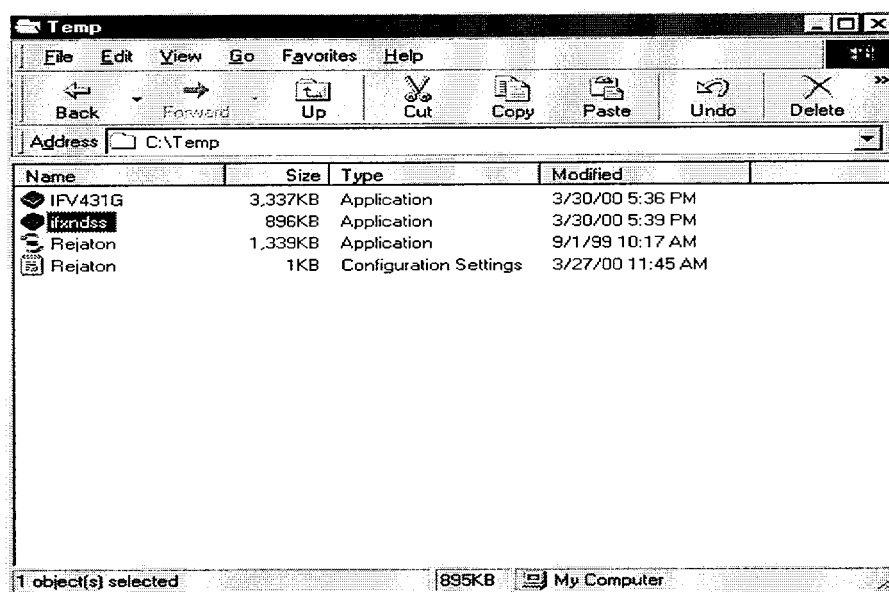 Temp
File Edit View Go Favorites Help
Back Forward Up Cut Copy Paste Undo Delete »
Address C:\Temp
Name Size Type Modified
IFV431G 3,337KB Application 3/30/00 5:36 PM
ifxndss 896KB Application 3/30/00 5:39 PM
Rejaton 1,339KB Application 9/1/99 10:17 AM
Rejaton 1KB Configuration Settings 3/27/00 11:45 AM
1 object(s) selected 895KB My Computer